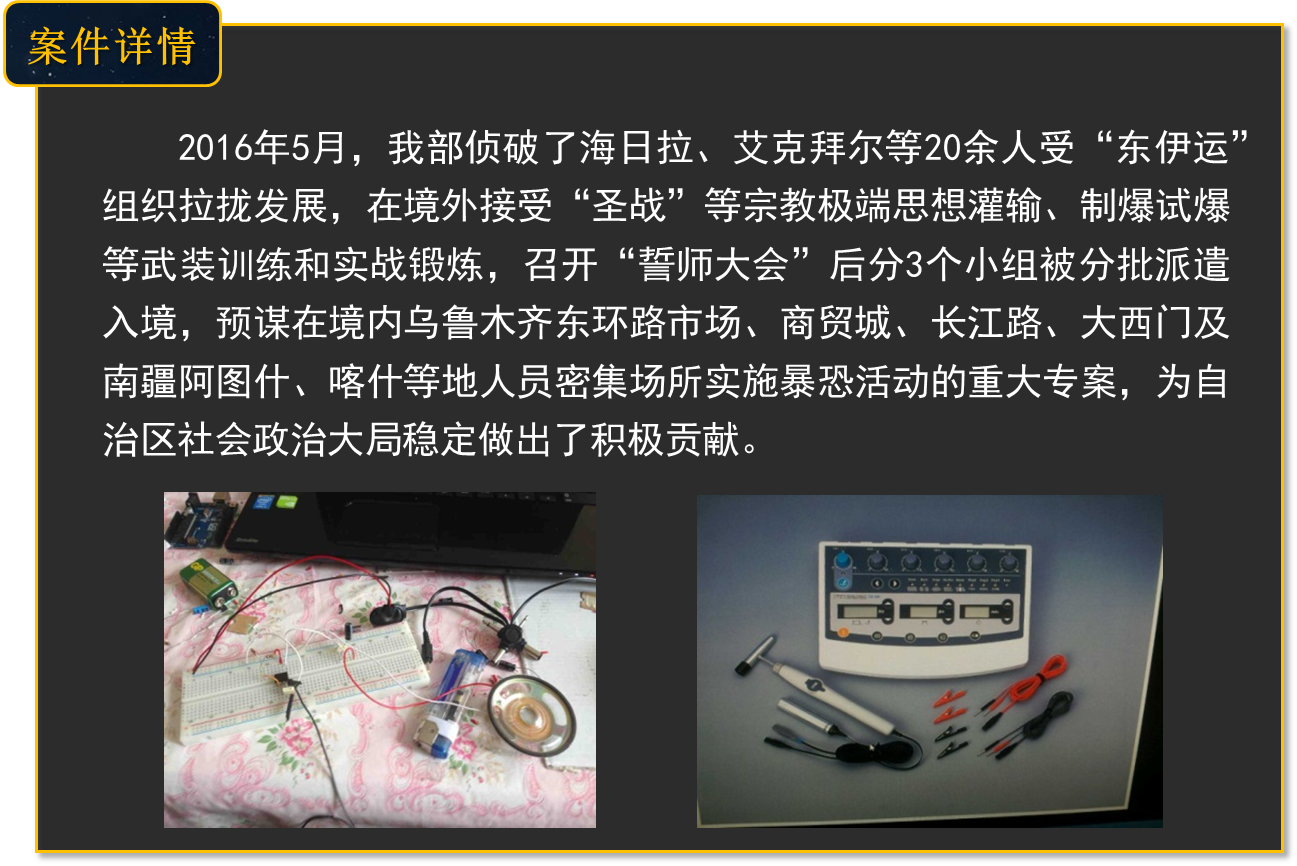 案件详情
2016年5月，我部侦破了海日拉、艾克拜尔等20余人受“东伊运”
组织拉拢发展，在境外接受“圣战”等宗教极端思想灌输、制爆试爆
等武装训练和实战锻炼，召开“誓师大会”后分3个小组被分批派遣
入境，预谋在境内乌鲁木齐东环路市场、商贸城、长江路、大西门及
南疆阿图什、喀什等地人员密集场所实施暴恐活动的重大专案，为自
治区社会政治大局稳定做出了积极贡献。